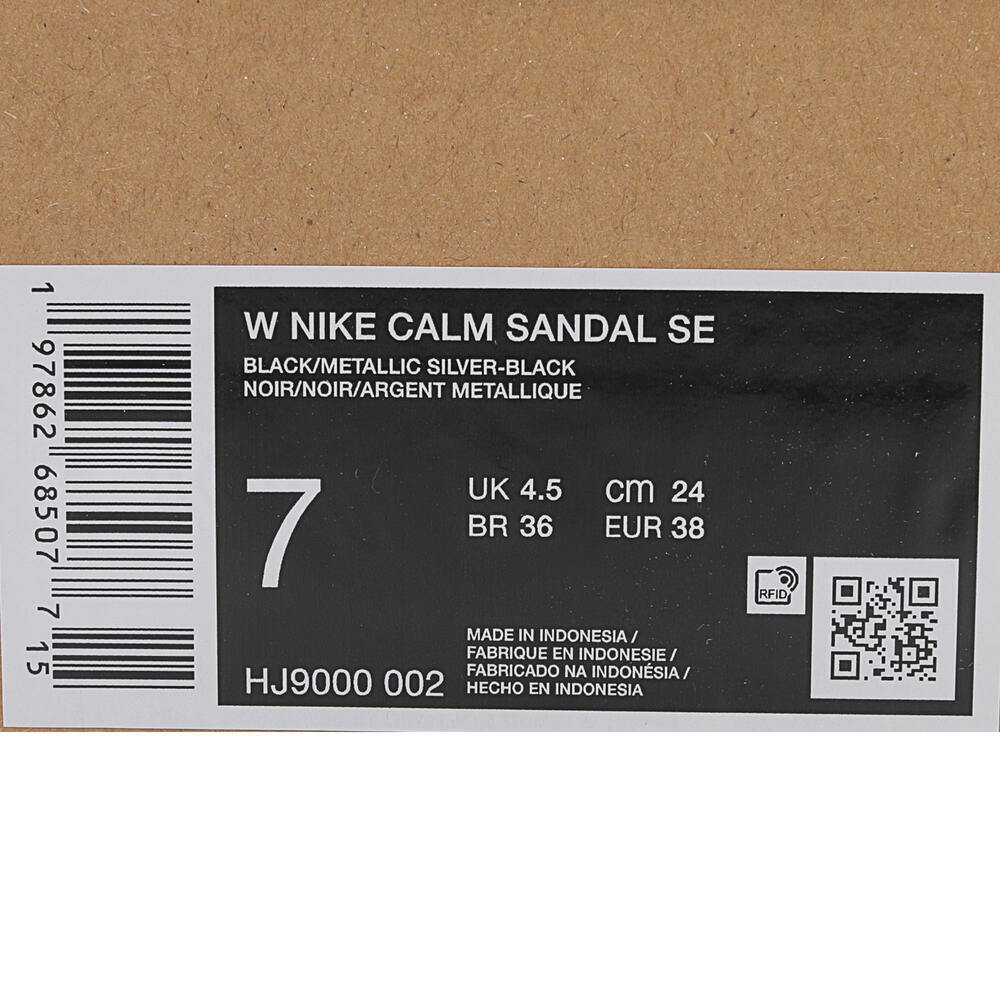 W NIKE CALM SANDAL SE
BLACK/METALLIC SILVER-BLACK
NOIR/NOIR/ARGENT METALLIQUE
7
UK 4.5
cm 24
BR 36
EUR 38
RFID
HJ9000 002
MADE IN INDONESIA /
FABRIQUE EN INDONESIE /
FABRICADO NA INDONÉSIA /
HECHO EN INDONESIA
1 97862 68507 7 15